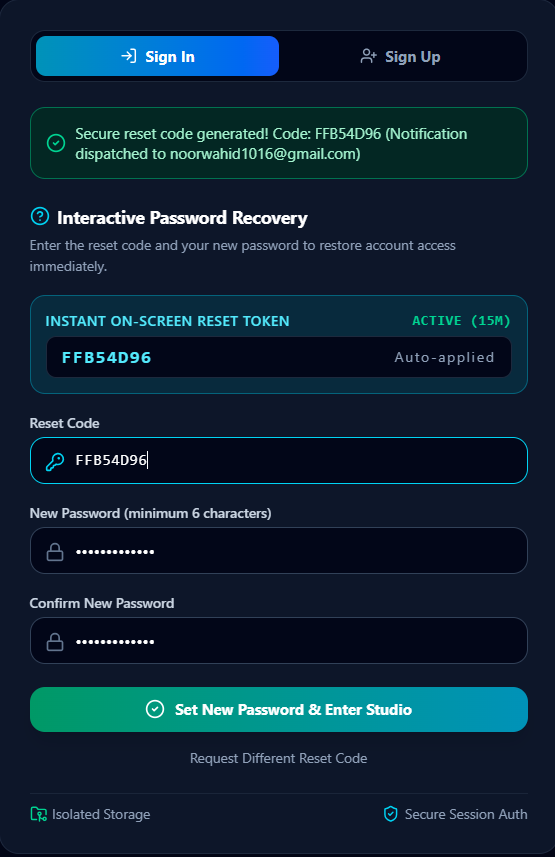 Sign In
Sign Up
Secure reset code generated! Code: FFB54D96 (Notification
dispatched to noorwahid1016@gmail.com)
Interactive Password Recovery
Enter the reset code and your new password to restore account access
immediately.
INSTANT ON-SCREEN RESET TOKEN
ACTIVE (15M)
FFB54D96
Auto-applied
Reset Code
FFB54D96
New Password (minimum 6 characters)
•••••••••••••
Confirm New Password
•••••••••••••
Set New Password & Enter Studio
Request Different Reset Code
Isolated Storage
Secure Session Auth